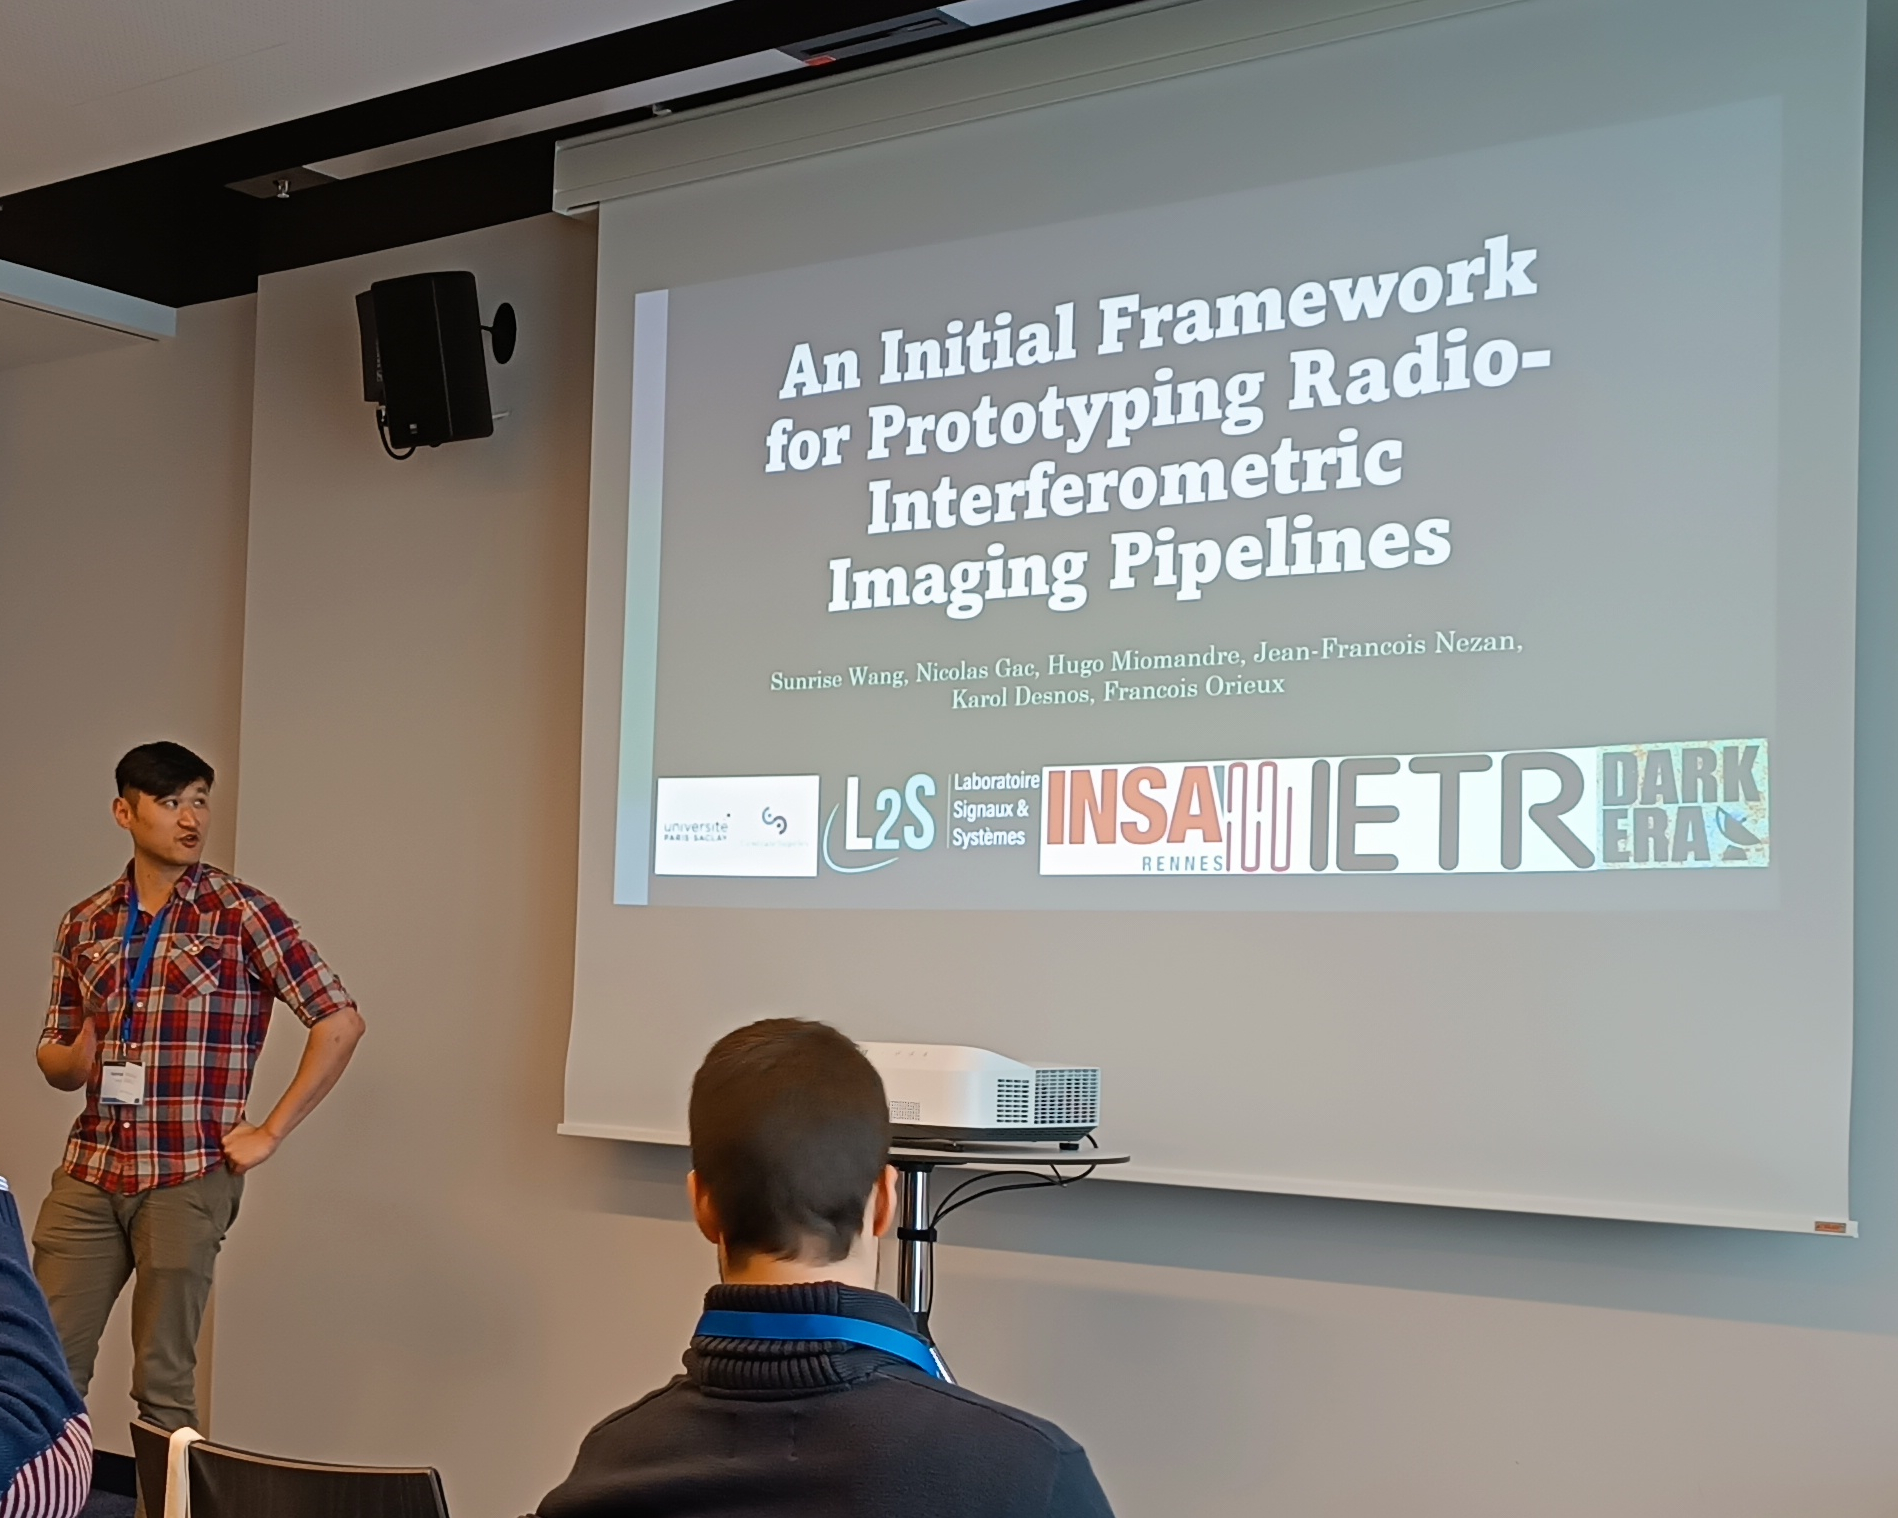 An Initial Framework
for Prototyping Radio-
Interferometric
Imaging Pipelines
Sunrise Wang, Nicolas Gac, Hugo Miomandre, Jean-Francois Nezan,
Karol Desnos, Francois Orieux
université
PARIS-SACLAY
L2S
Laboratoire
Signaux &
Systèmes
INSA
RENNES
IETR
DARK
ERA